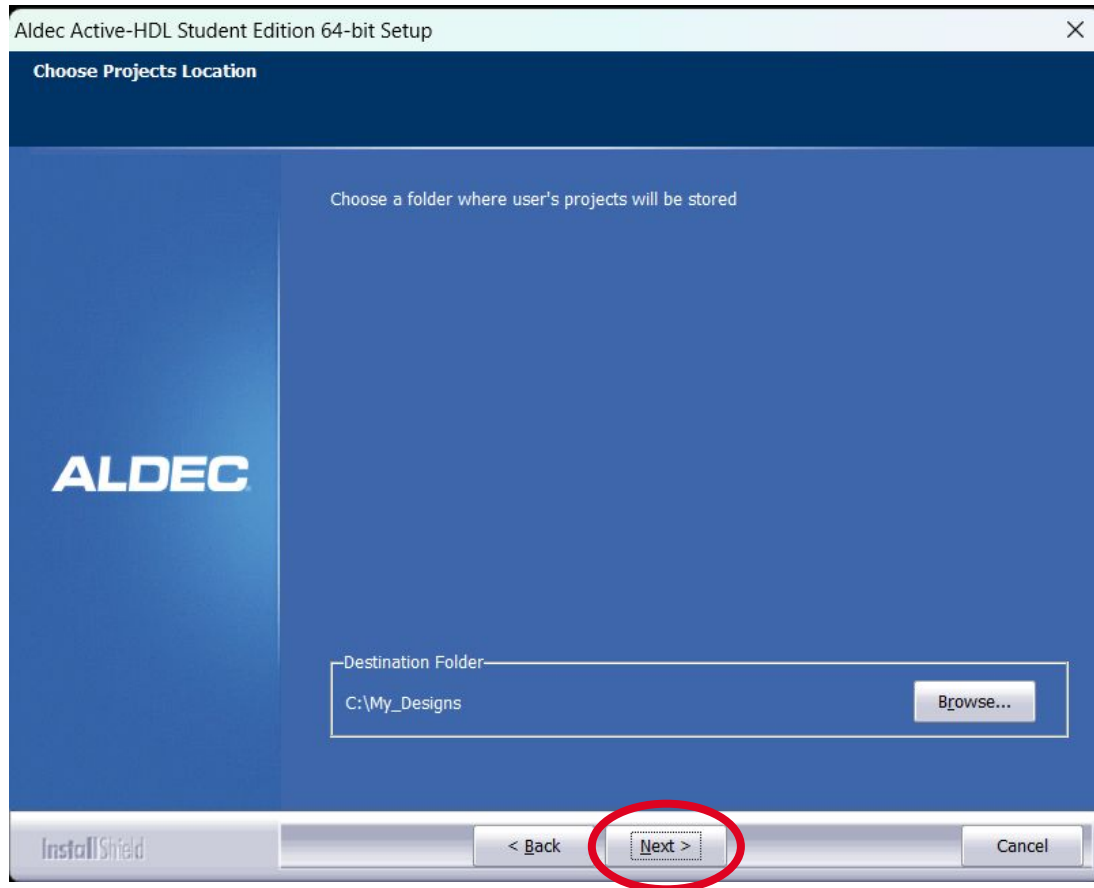 Aldec Active-HDL Student Edition 64-bit Setup
Choose Projects Location
Choose a folder where user's projects will be stored
ALDEC
Destination Folder
C:\My_Designs
Browse...
InstallShield
< Back
Next >
Cancel